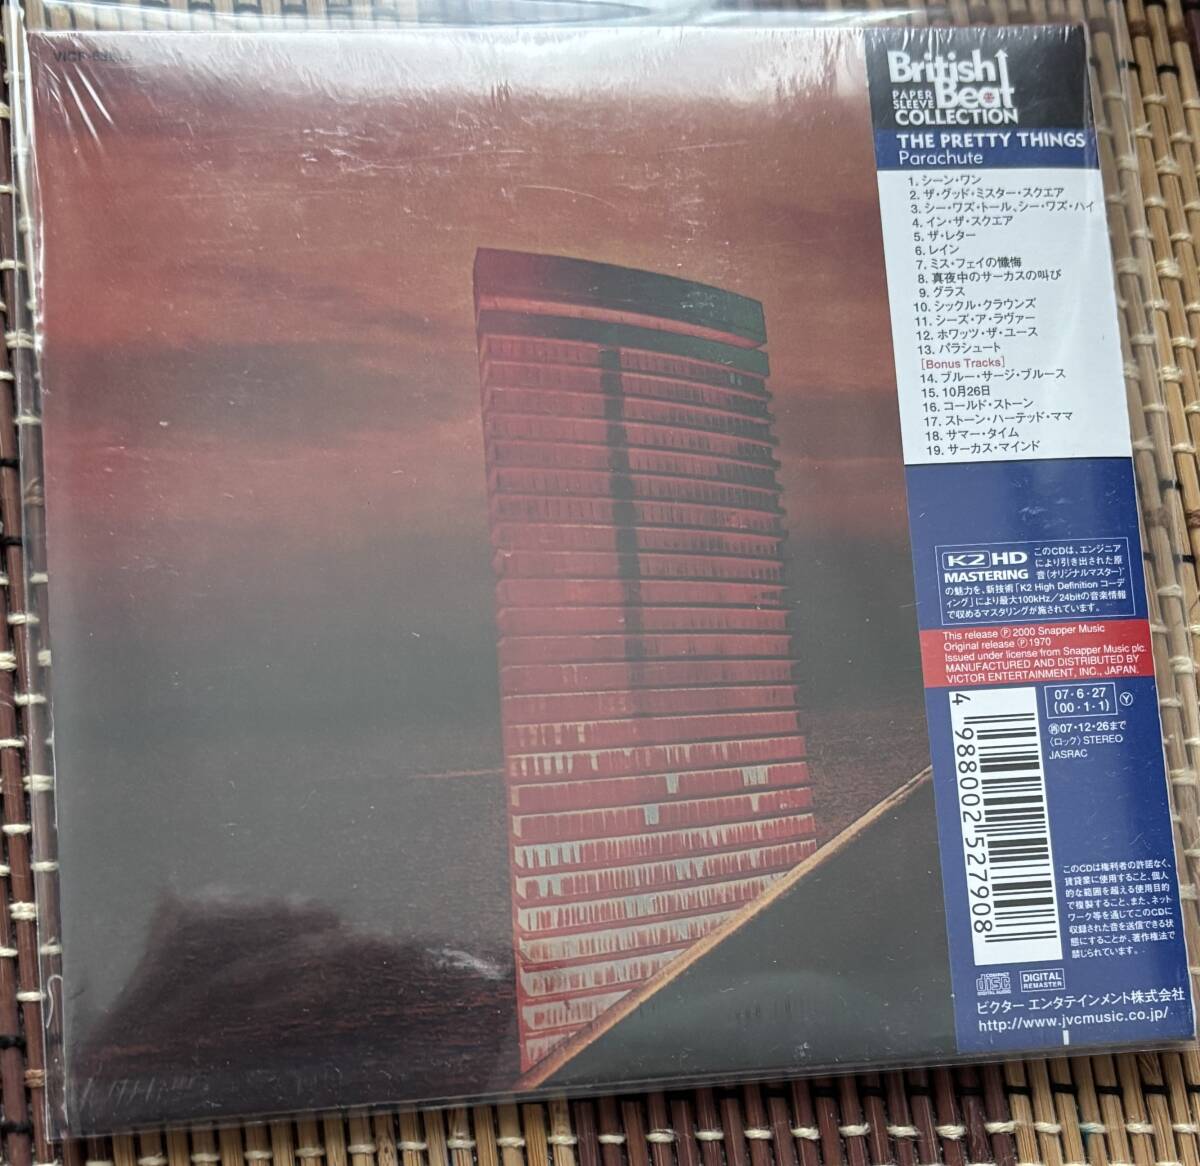 British
Beat
PAPER
SLEEVE
COLLECTION
THE PRETTY THINGS
Parachute
1. シーン・ワン
2. ザ・グッド・ミスター・スクエア
3. シー・ワズ・トール、シー・ワズ・ハイ
4. イン・ザ・スクエア
5. ザ・レター
6. レイン
7. ミス・フェイの懺悔
8. 真夜中のサーカスの叫び
9. グラス
10. シックル・クラウンズ
11. シーズ・ア・ラヴァー
12. ホワッツ・ザ・ユース
13. パラシュート
[Bonus Tracks]
14. ブルー・サージ・ブルース
15. 10月26日
16. コールド・ストーン
17. ストーン・ハーテッド・ママ
18. サマー・タイム
19. サーカス・マインド
K2 HD
MASTERING
このCDは、エンジニア
により引き出された原
音(オリジナルマスター)"
の魅力を、新技術「K2 High Definition コーデ
ィング」により最大100kHz/24bitの音楽情報
で収めるマスタリングが施されています。
This release Ⓟ 2000 Snapper Music
Original release Ⓟ 1970
Issued under license from Snapper Music plc.
MANUFACTURED AND DISTRIBUTED BY
VICTOR ENTERTAINMENT, INC., JAPAN.
07・6・27
(00・1・1)
Ⓨ
㊢07・12・26まで
〈ロック〉 STEREO
JASRAC
4 988002 527908
このCDは権利者の許諾なく、
賃貸業に使用すること、個人
的な範囲を超える使用目的
で複製すること、また、ネット
ワーク等を通じてこのCDに
収録された音を送信できる状
態にすることが、著作権法で
禁じられています。
COMPACT
disc
DIGITAL AUDIO
DIGITAL
REMASTER
ビクター エンタテインメント株式会社
http://www.jvcmusic.co.jp/